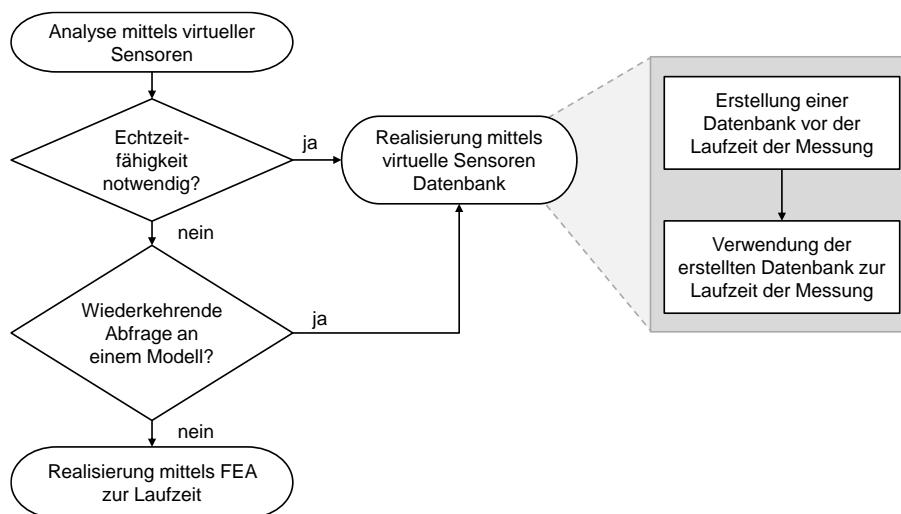 Analyse mittels virtueller
Sensoren
Echtzeit-
fähigkeit
notwendig?
ja
Realisierung mittels
virtuelle Sensoren
Datenbank
Erstellung einer
Datenbank vor der
Laufzeit der Messung
nein
Verwendung der
erstellten Datenbank zur
Laufzeit der Messung
Wiederkehrende
Abfrage an
einem Modell?
ja
nein
Realisierung mittels FEA
zur Laufzeit